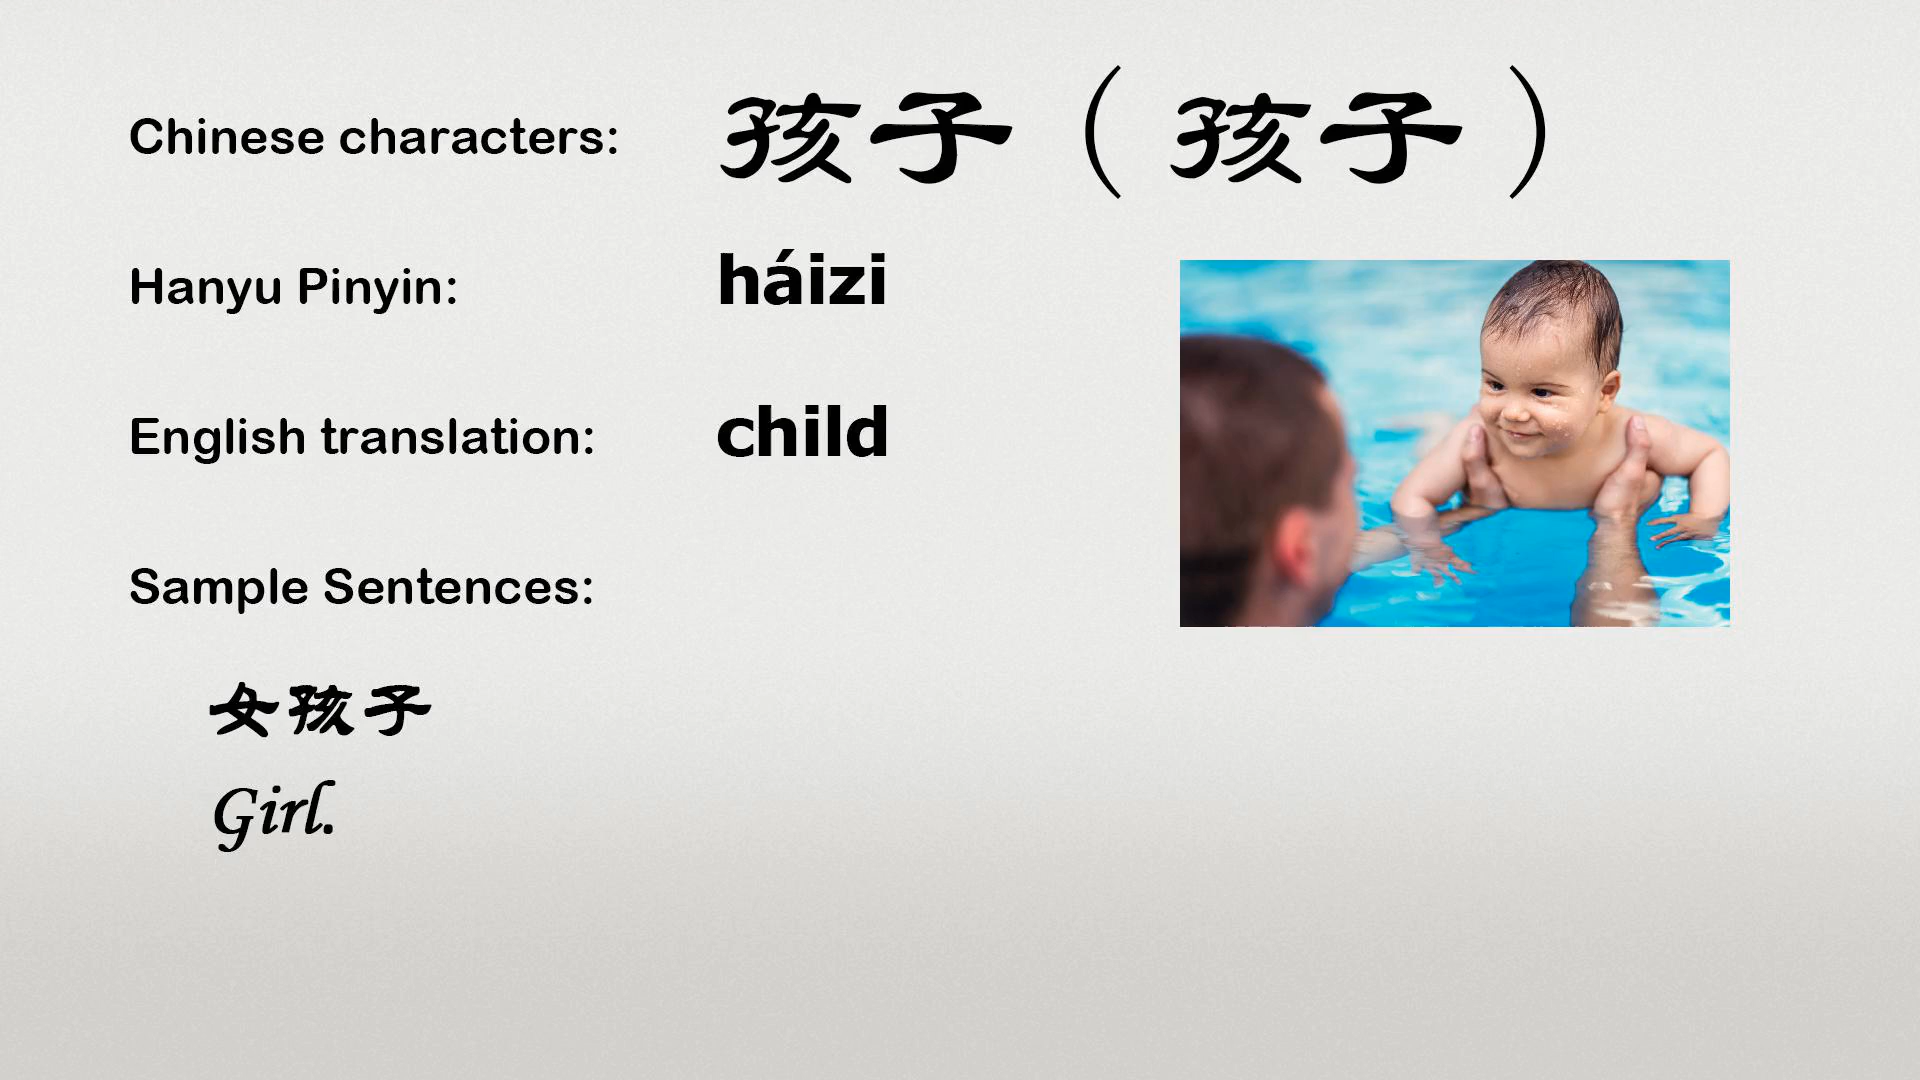 Chinese characters: 孩子（孩子）
Hanyu Pinyin: háizi
English translation: child
Sample Sentences:
女孩子
Girl.